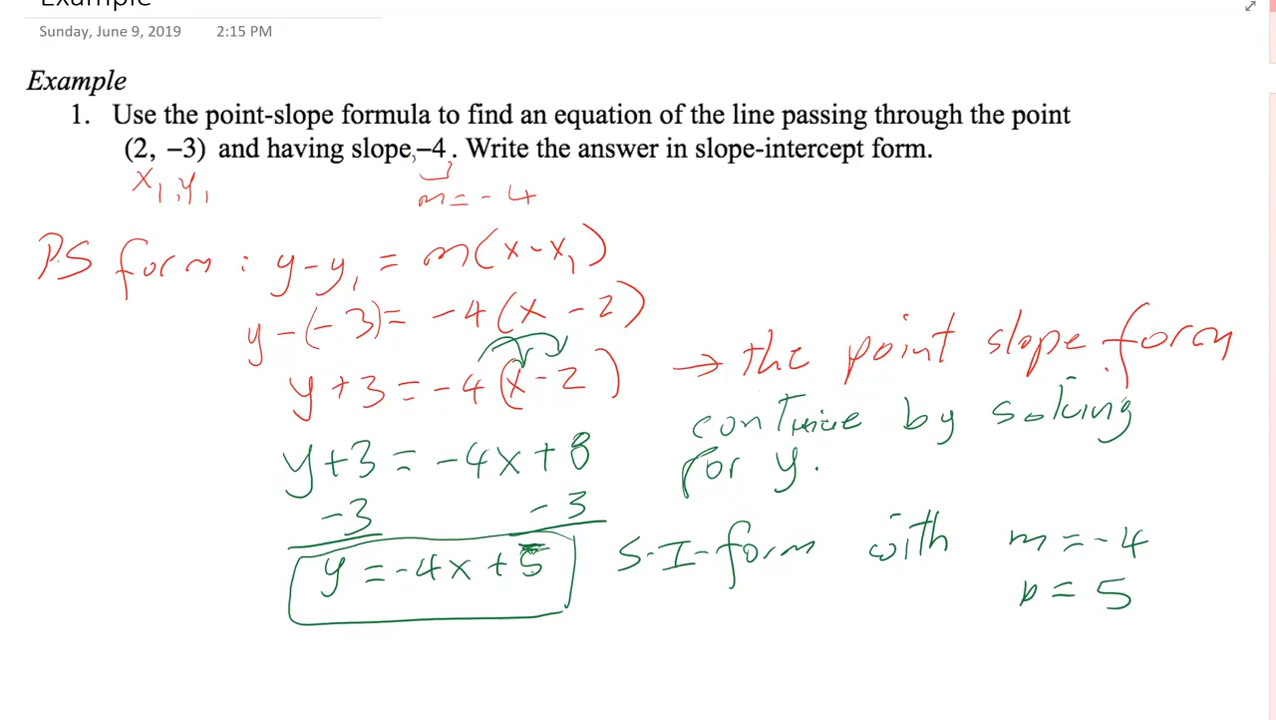 Example
Sunday, June 9, 2019 2:15 PM
Example
1. Use the point-slope formula to find an equation of the line passing through the point
(2, −3) and having slope −4. Write the answer in slope-intercept form.
x₁, y₁ m = -4
P.S form : y - y₁ = m(x - x₁)
y - (-3) = -4(x - 2)
y + 3 = -4(x - 2) → the point slope form
continue by solving
for y.
y + 3 = -4x + 8
-3 -3
y = -4x + 5 S-I-form with m = -4
b = 5